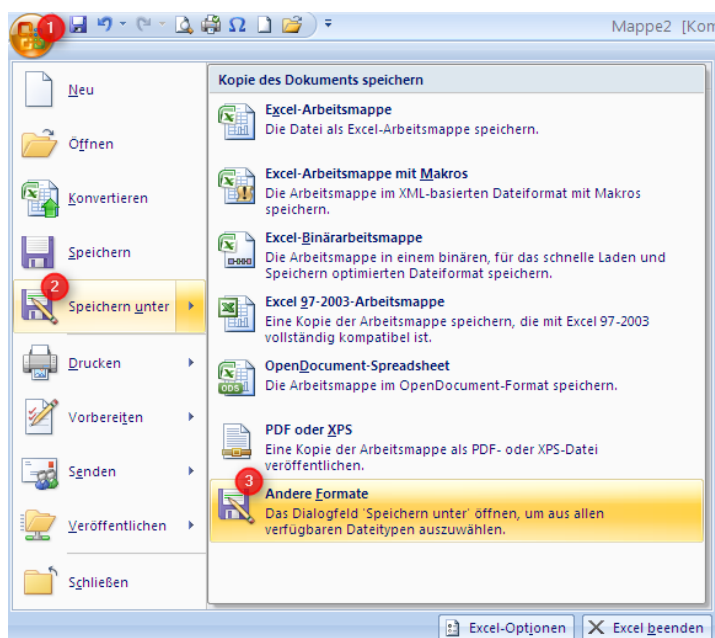 1
Ω
Mappe2 [Kom
Neu
Öffnen
Konvertieren
Speichern
2
Speichern unter
Drucken
Vorbereiten
Senden
Veröffentlichen
Schließen
Kopie des Dokuments speichern
Excel-Arbeitsmappe
Die Datei als Excel-Arbeitsmappe speichern.
Excel-Arbeitsmappe mit Makros
Die Arbeitsmappe im XML-basierten Dateiformat mit Makros
speichern.
Excel-Binärarbeitsmappe
Die Arbeitsmappe in einem binären, für das schnelle Laden und
Speichern optimierten Dateiformat speichern.
Excel 97-2003-Arbeitsmappe
Eine Kopie der Arbeitsmappe speichern, die mit Excel 97-2003
vollständig kompatibel ist.
OpenDocument-Spreadsheet
ODS
Die Arbeitsmappe im OpenDocument-Format speichern.
PDF oder XPS
Eine Kopie der Arbeitsmappe als PDF- oder XPS-Datei
veröffentlichen.
3
Andere Formate
Das Dialogfeld 'Speichern unter' öffnen, um aus allen
verfügbaren Dateitypen auszuwählen.
Excel-Optionen
Excel beenden